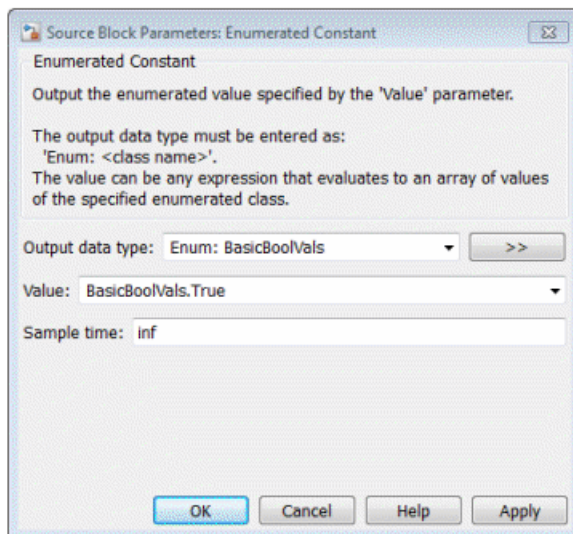 Source Block Parameters: Enumerated Constant
Enumerated Constant
Output the enumerated value specified by the 'Value' parameter.
The output data type must be entered as:
'Enum: <class name>'.
The value can be any expression that evaluates to an array of values
of the specified enumerated class.
Output data type: Enum: BasicBoolVals >>
Value: BasicBoolVals.True
Sample time: inf
OK Cancel Help Apply